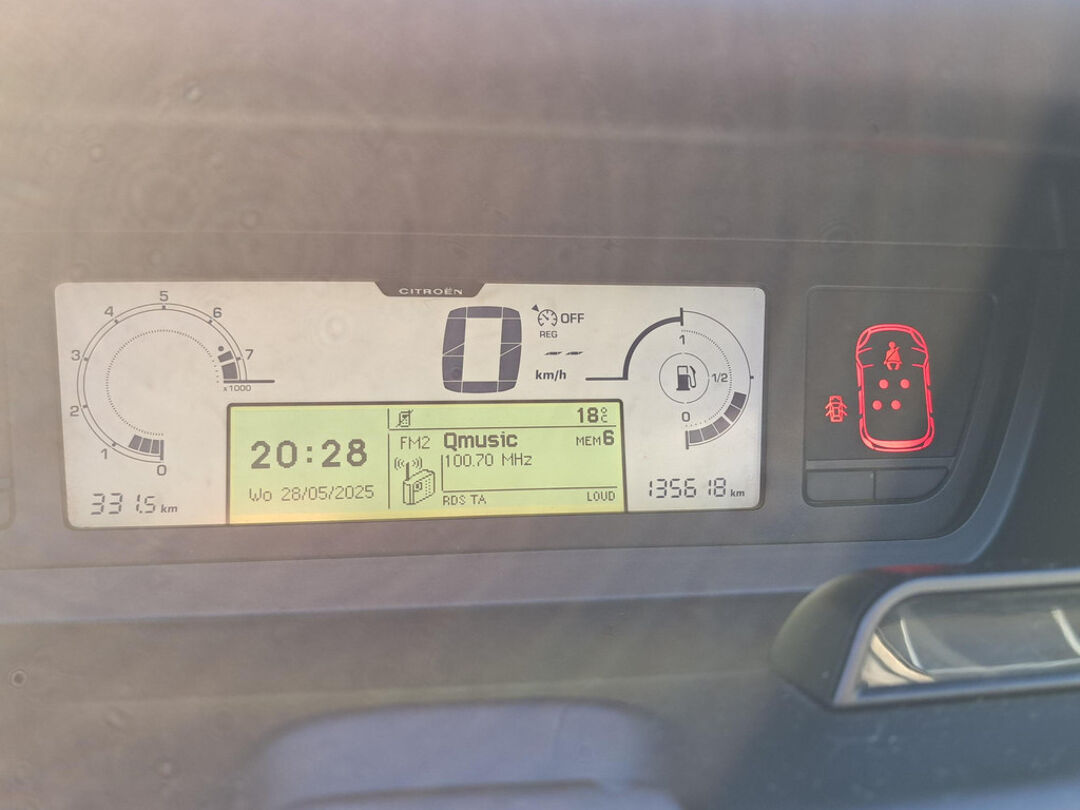 CITROËN
0
km/h
OFF
REG
-- --
5
4
6
3
7
x1000
2
1
0
1
1/2
0
18°C
20:28
FM2 Qmusic MEM6
100.70 MHz
Wo 28/05/2025
RDS TA LOUD
331.5 km
135618 km